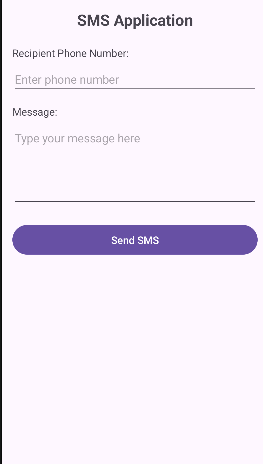 SMS Application
Recipient Phone Number:
Enter phone number
Message:
Type your message here
Send SMS